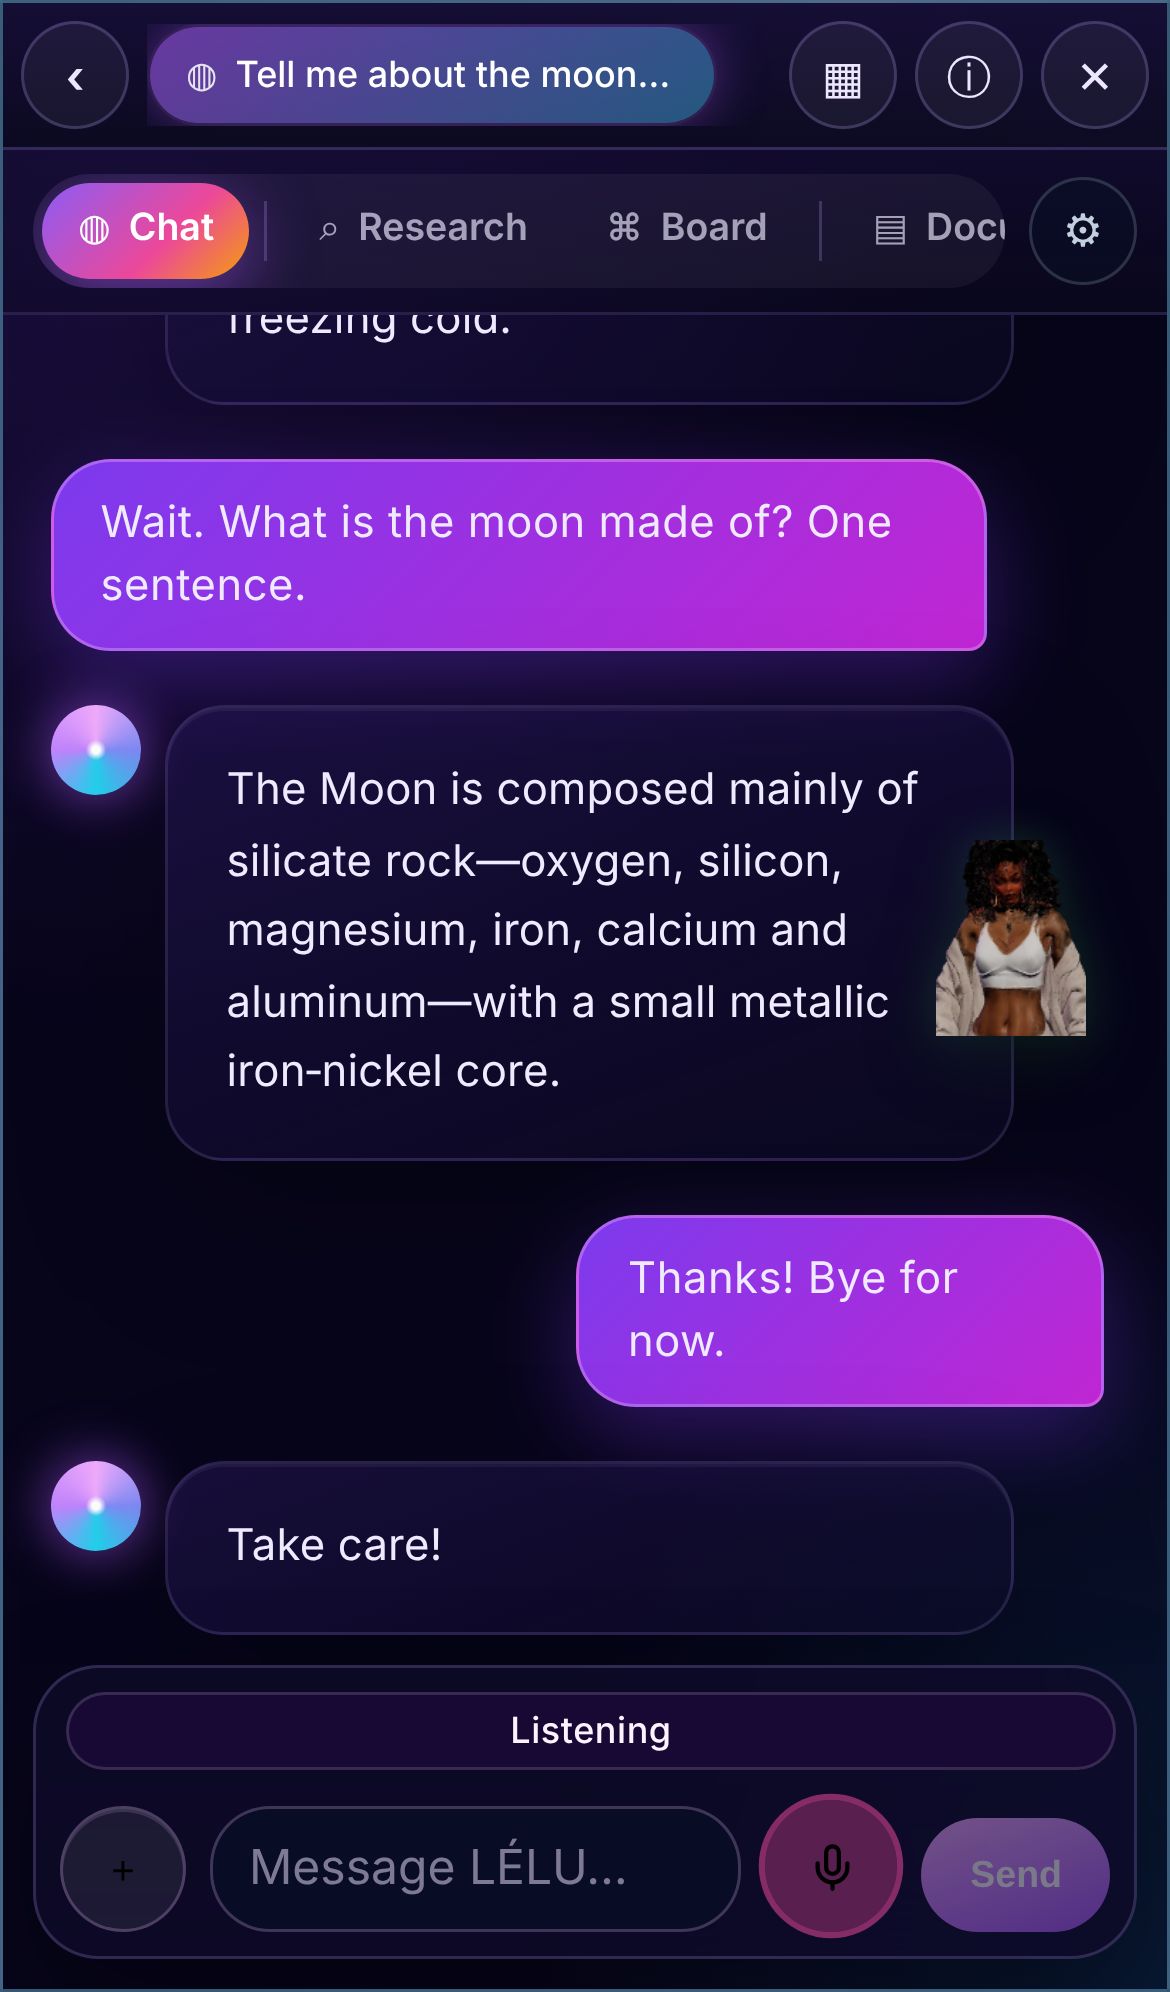 Tell me about the moon...
Chat
Research
Board
freezing cold.
Wait. What is the moon made of? One
sentence.
The Moon is composed mainly of
silicate rock—oxygen, silicon,
magnesium, iron, calcium and
aluminum—with a small metallic
iron-nickel core.
Thanks! Bye for
now.
Take care!
Listening
Message LÉLU...
Send